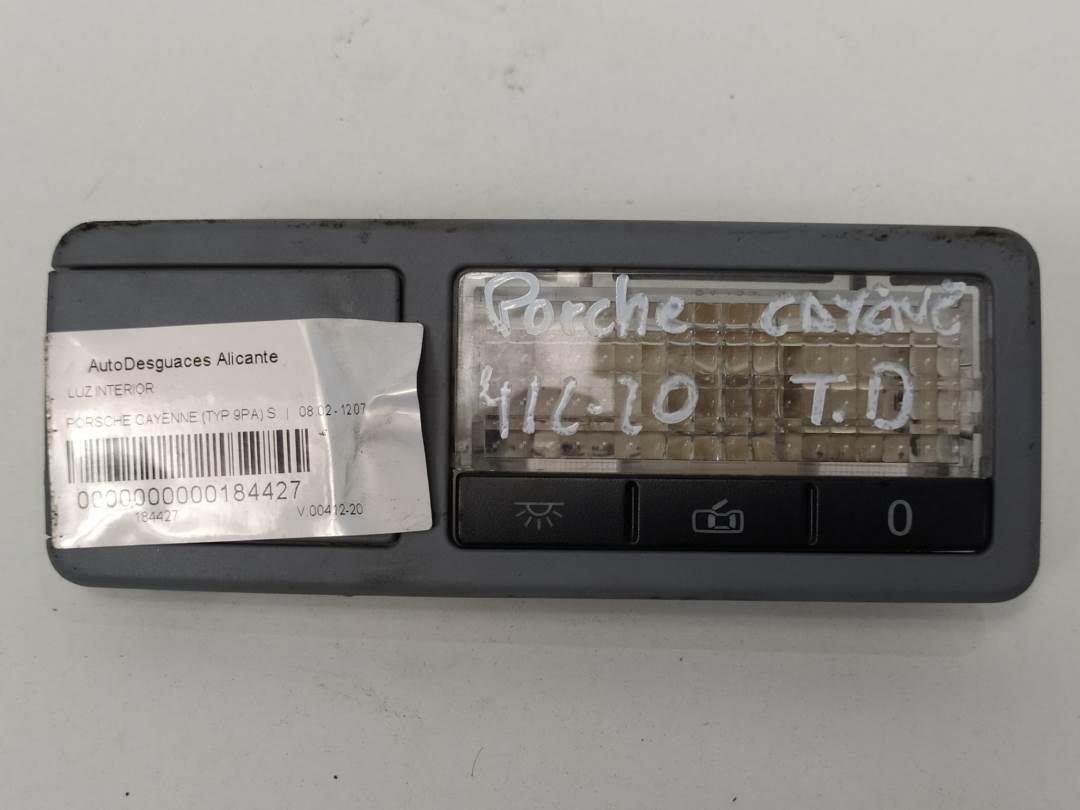 AutoDesguaces Alicante
LUZ INTERIOR
PORSCHE CAYENNE (TYP 9PA) S | 08.02 - 12.07
0000000000184427
184427 V:00412-20
Porche CAYENE
412-20 T.D
0